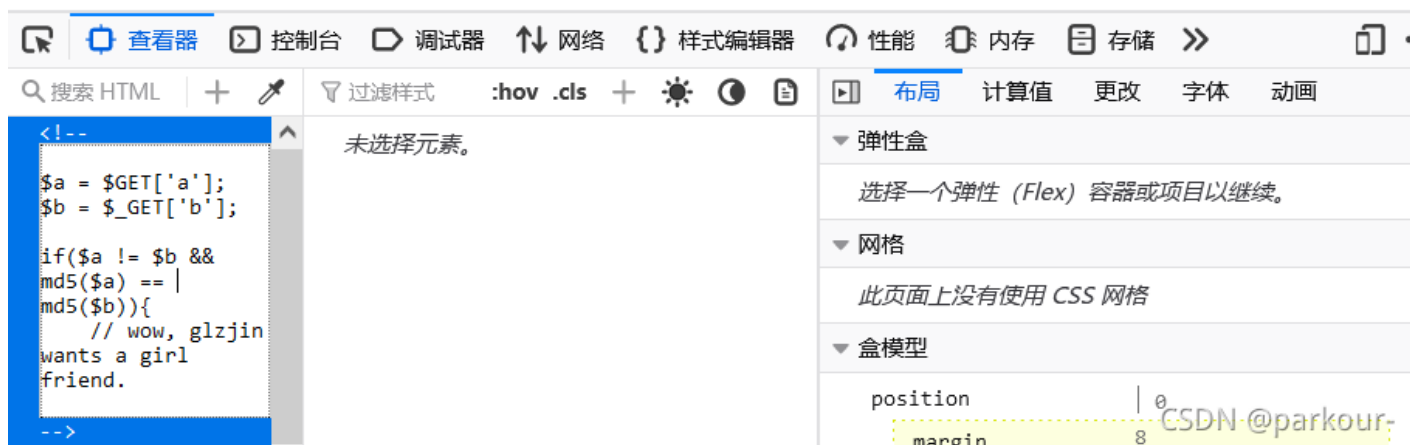 查看器 控制台 调试器 网络 {} 样式编辑器 性能 内存 存储
搜索 HTML
过滤样式 :hov .cls
布局 计算值 更改 字体 动画
<!--
$a = $GET['a'];
$b = $_GET['b'];
if($a != $b &&
md5($a) ==
md5($b)){
// wow, glzjin
wants a girl
friend.
-->
未选择元素。
弹性盒
选择一个弹性（Flex）容器或项目以继续。
网格
此页面上没有使用 CSS 网格
盒模型
position 0
margin 8
CSDN @parkour-